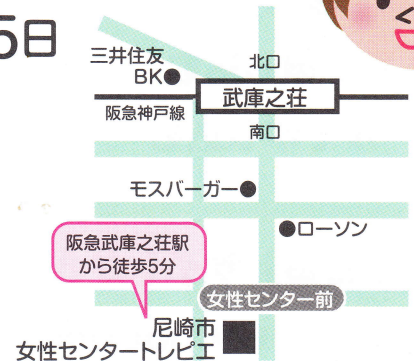 5日
三井住友
BK
北口
武庫之荘
阪急神戸線
南口
モスバーガー
ローソン
阪急武庫之荘駅
から徒歩5分
女性センター前
尼崎市
女性センタートレピエ